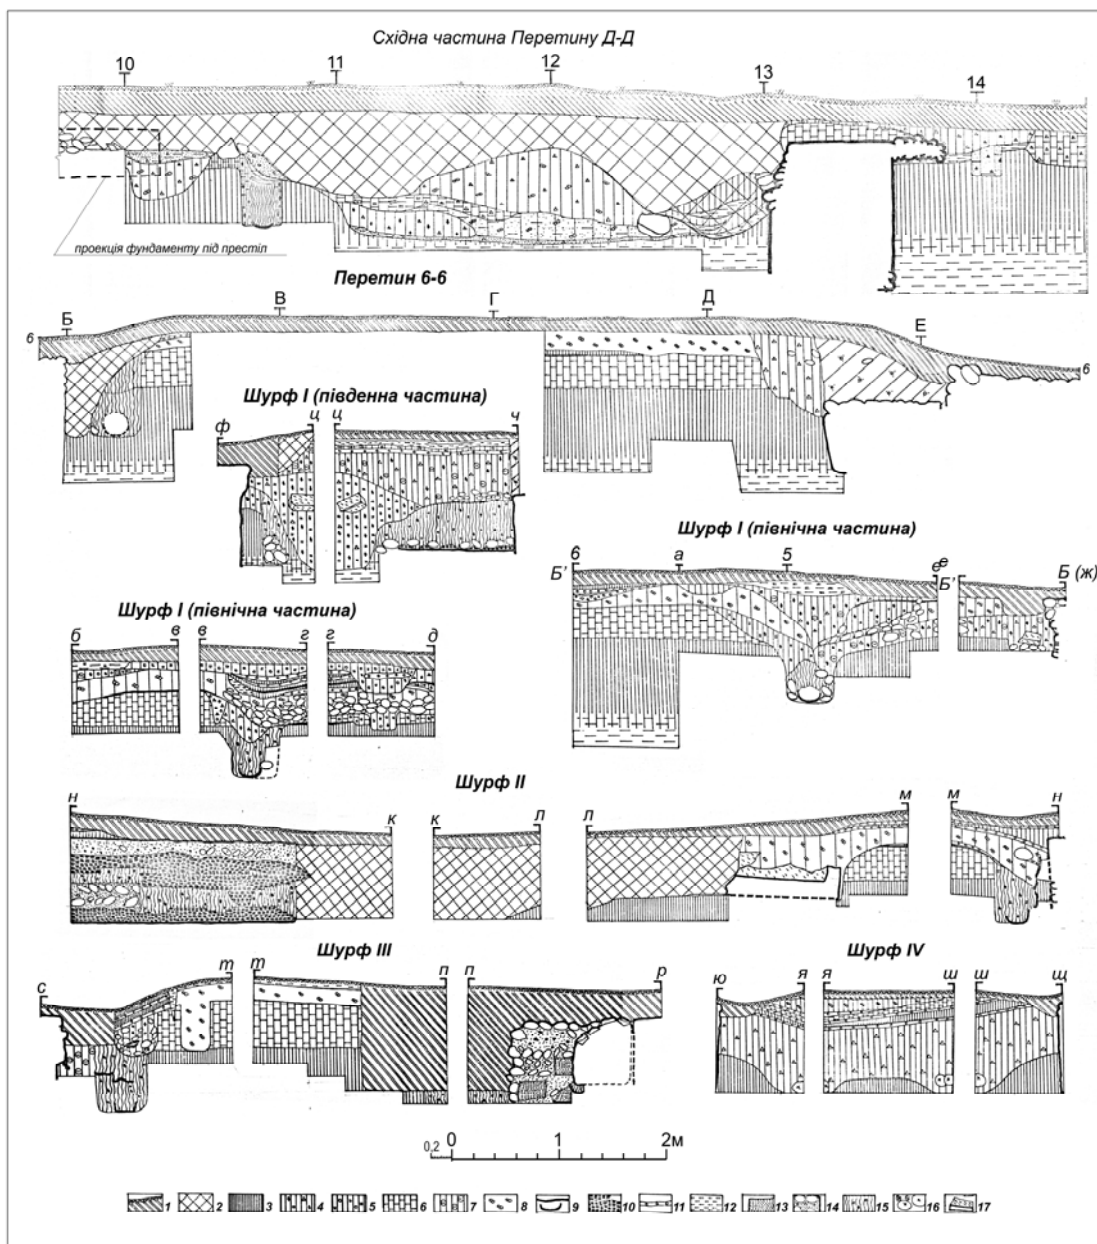 Східна частина Перетину Д-Д
10 11 12 13 14
проекція фундаменту під престіл
Перетин 6-6
Б В Г Д Е
6 6
Шурф І (південна частина)
ф ц ц ч
Шурф І (північна частина)
6 а 5 е е
Б' Б' Б (ж)
Шурф І (північна частина)
б в в г г д
Шурф ІІ
н к к л л м м н
Шурф ІІІ
с т т п п р
Шурф IV
ю я я ш ш щ
0,2 0 1 2м
1 2 3 4 5 6 7 8 9 10 11 12 13 14 15 16 17